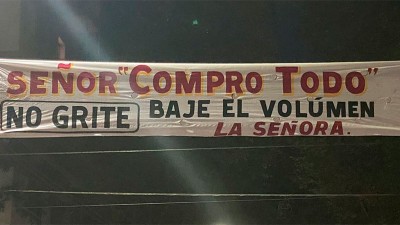 SEÑOR "COMPRO TODO"
NO GRITE BAJE EL VOLÚMEN
LA SEÑORA.